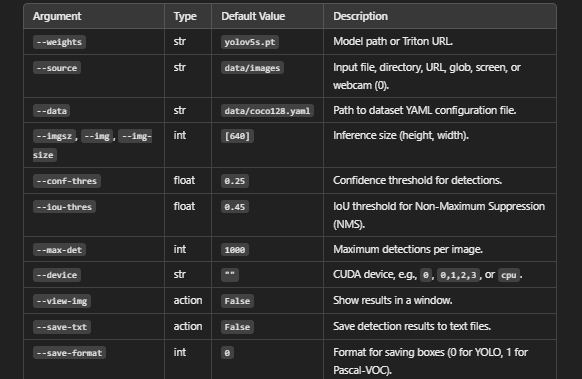 Argument Type Default Value Description
--weights str yolov5s.pt Model path or Triton URL.
--source str data/images Input file, directory, URL, glob, screen, or
webcam (0).
--data str data/coco128.yaml Path to dataset YAML configuration file.
--imgsz, --img, --img-
size int [640] Inference size (height, width).
--conf-thres float 0.25 Confidence threshold for detections.
--iou-thres float 0.45 IoU threshold for Non-Maximum Suppression
(NMS).
--max-det int 1000 Maximum detections per image.
--device str "" CUDA device, e.g., 0, 0,1,2,3, or cpu.
--view-img action False Show results in a window.
--save-txt action False Save detection results to text files.
--save-format int 0 Format for saving boxes (0 for YOLO, 1 for
Pascal-VOC).